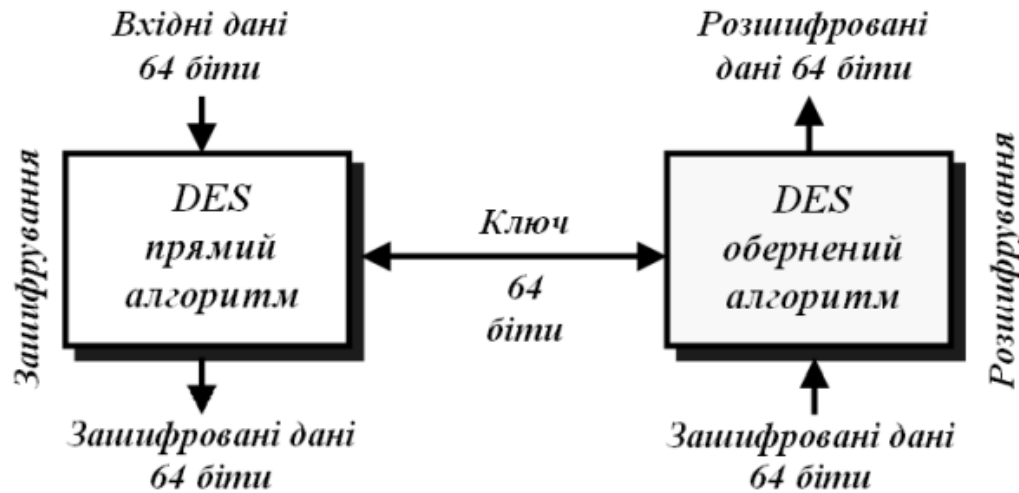 Вхідні дані
64 біти
Розшифровані
дані 64 біти
Зашифрування
DES
прямий
алгоритм
Ключ
64
біти
DES
обернений
алгоритм
Розшифрування
Зашифровані дані
64 біти
Зашифровані дані
64 біти